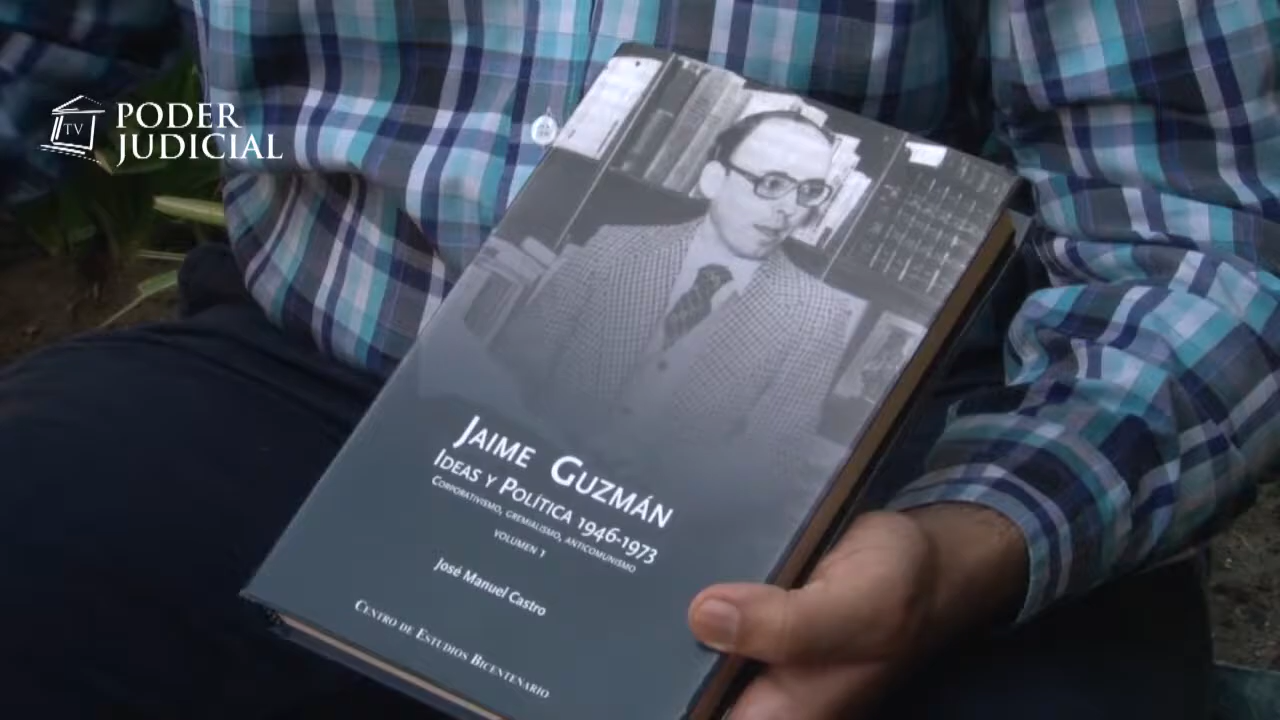 TV
PODER
JUDICIAL
JAIME GUZMÁN
IDEAS Y POLÍTICA 1946-1973
CORPORATIVISMO, GREMIALISMO, ANTICOMUNISMO
VOLUMEN 1
José Manuel Castro
CENTRO DE ESTUDIOS BICENTENARIO